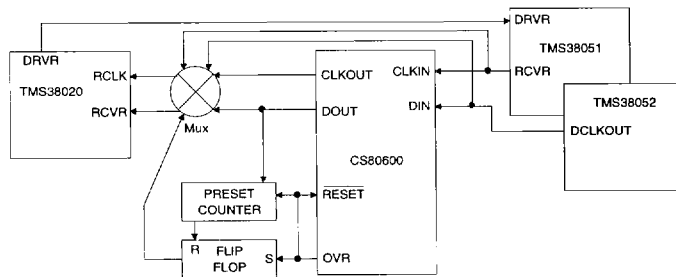 DRVR
TMS38020
RCLK
RCVR
Mux
CLKOUT
CLKIN
DOUT
DIN
CS80600
RESET
OVR
PRESET
COUNTER
R
FLIP
FLOP
S
DRVR
TMS38051
RCVR
TMS38052
DCLKOUT